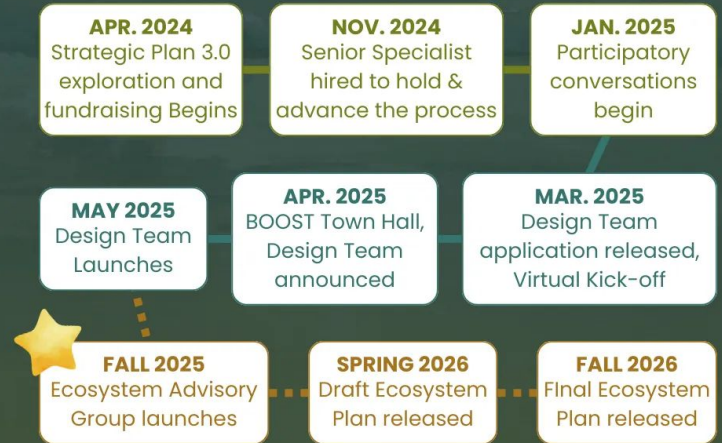 APR. 2024
Strategic Plan 3.0
exploration and
fundraising Begins
NOV. 2024
Senior Specialist
hired to hold &
advance the process
JAN. 2025
Participatory
conversations
begin
MAR. 2025
Design Team
application released,
Virtual Kick-off
APR. 2025
BOOST Town Hall,
Design Team
announced
MAY 2025
Design Team
Launches
FALL 2025
Ecosystem Advisory
Group launches
SPRING 2026
Draft Ecosystem
Plan released
FALL 2026
FInal Ecosystem
Plan released